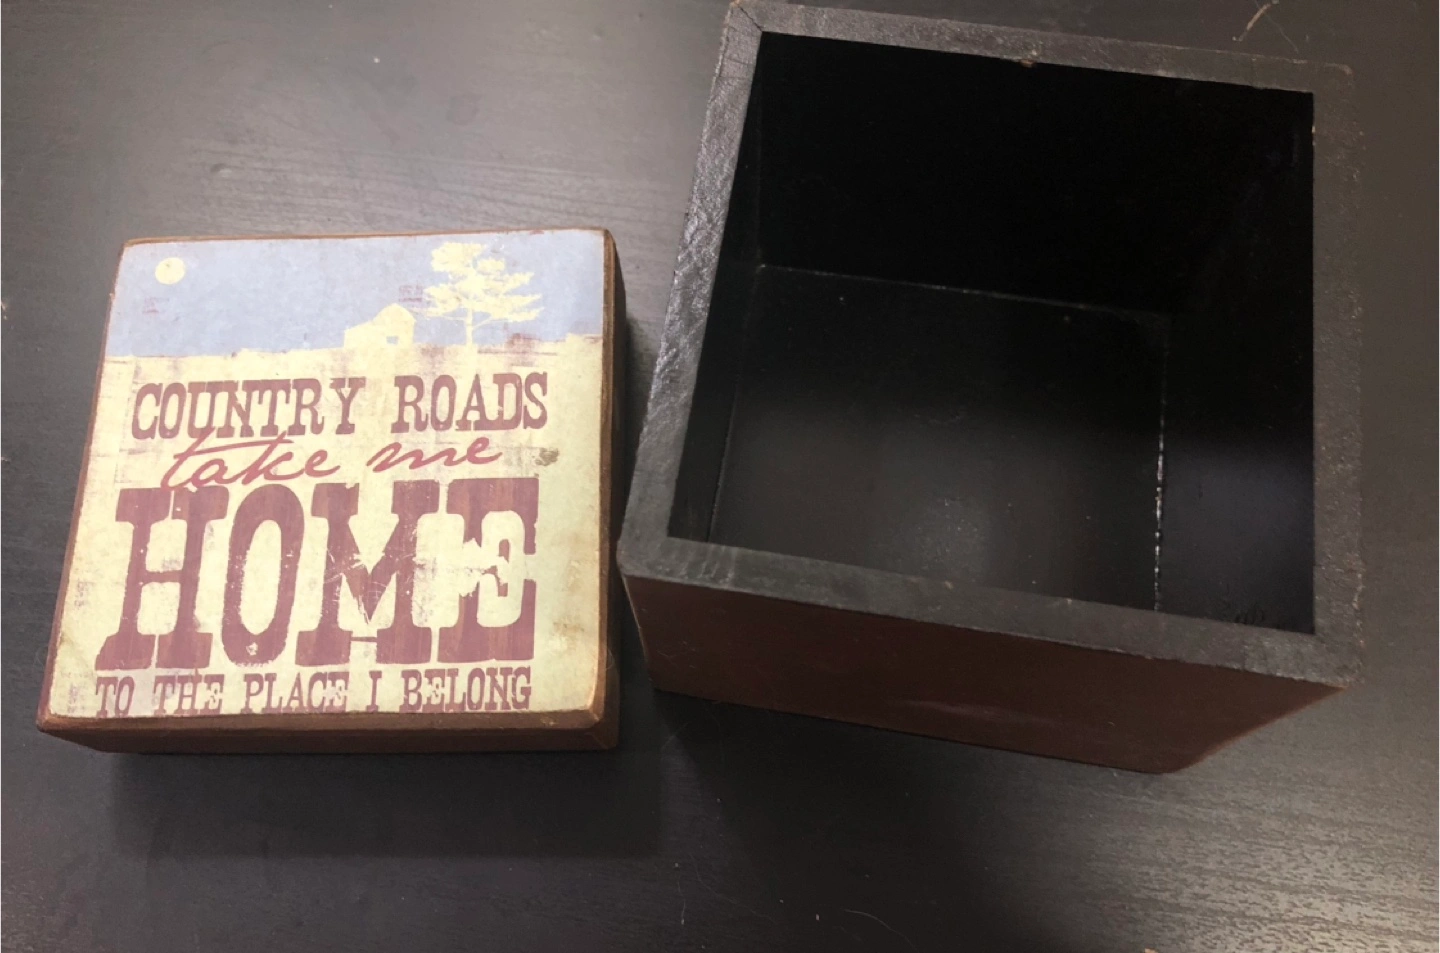 COUNTRY ROADS
take me
HOME
TO THE PLACE I BELONG